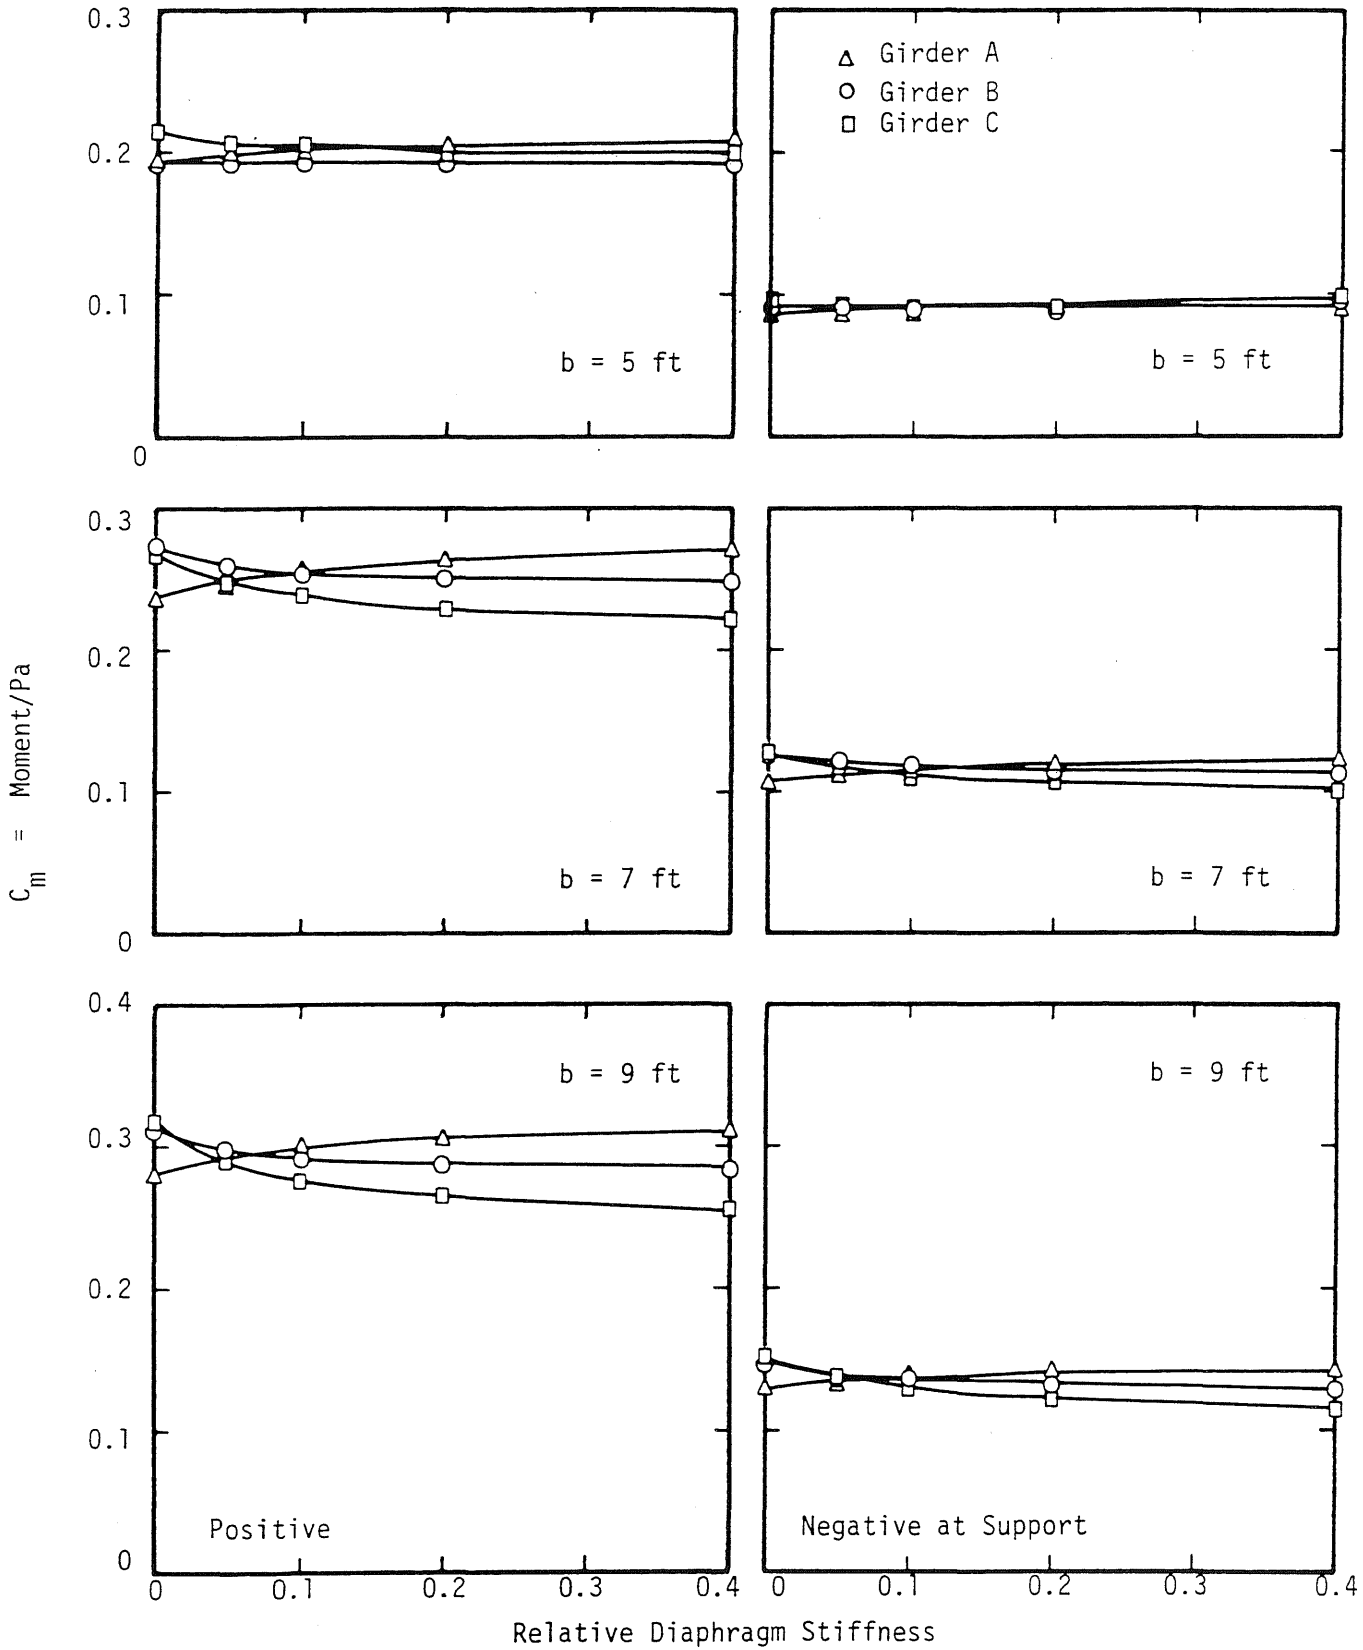 0.3
0.2
0.1
0
b = 5 ft
Girder A
Girder B
Girder C
b = 5 ft
0.3
0.2
0.1
0
b = 7 ft
b = 7 ft
C_m = Moment/Pa
0.4
0.3
0.2
0.1
0
b = 9 ft
Positive
b = 9 ft
Negative at Support
0 0.1 0.2 0.3 0.4
0 0.1 0.2 0.3 0.4
Relative Diaphragm Stiffness